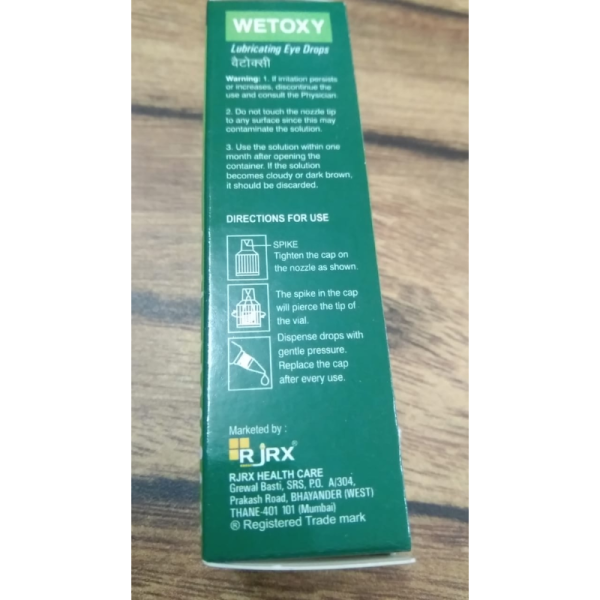 WETOXY
Lubricating Eye Drops
वैटोक्सी
Warning: 1. If irritation persists
or increases, discontinue the
use and consult the Physician.
2. Do not touch the nozzle tip
to any surface since this may
contaminate the solution.
3. Use the solution within one
month after opening the
container. If the solution
becomes cloudy or dark brown,
it should be discarded.
DIRECTIONS FOR USE
SPIKE
Tighten the cap on
the nozzle as shown.
The spike in the cap
will pierce the tip of
the vial.
Dispense drops with
gentle pressure.
Replace the cap
after every use.
Marketed by :
RJRX®
RJRX HEALTH CARE
Grewal Basti, SRS, P.O. A/304,
Prakash Road, BHAYANDER (WEST)
THANE-401 101 (Mumbai)
® Registered Trade mark